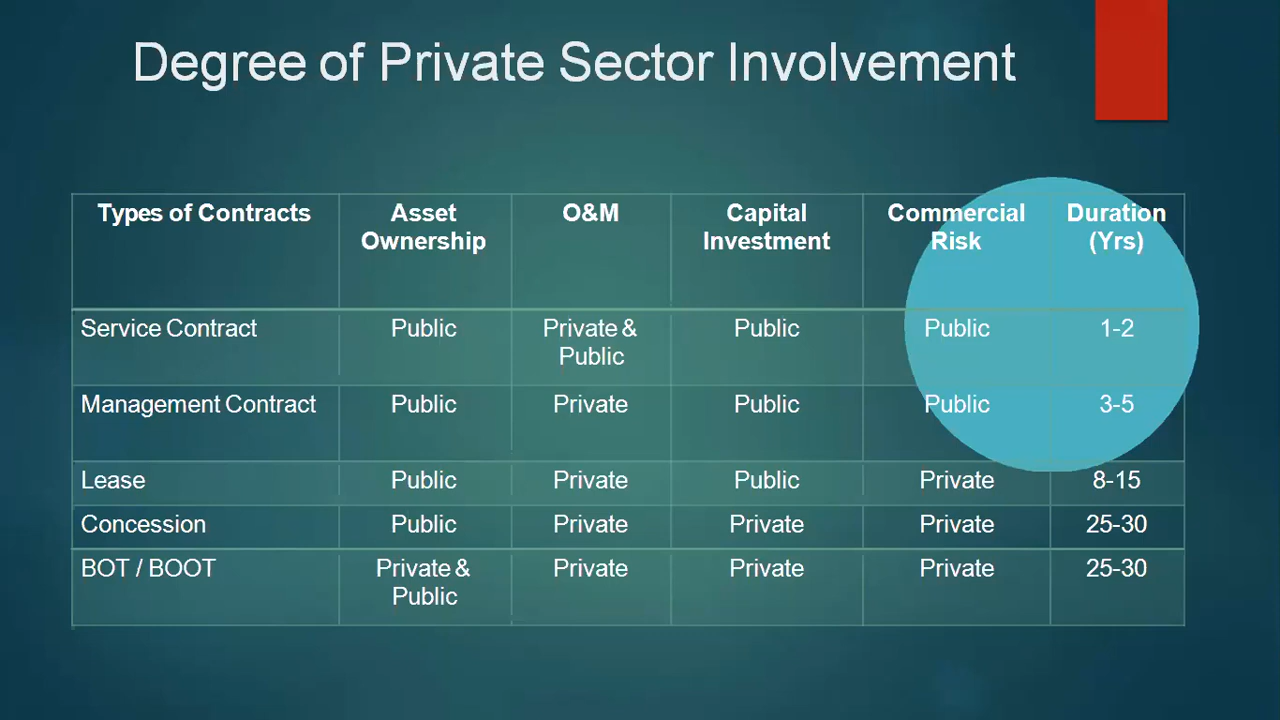 Degree of Private Sector Involvement
Types of Contracts
Asset
Ownership
O&M
Capital
Investment
Commercial
Risk
Duration
(Yrs)
Service Contract
Public
Private &
Public
Public
Public
1-2
Management Contract
Public
Private
Public
Public
3-5
Lease
Public
Private
Public
Private
8-15
Concession
Public
Private
Private
Private
25-30
BOT / BOOT
Private &
Public
Private
Private
Private
25-30